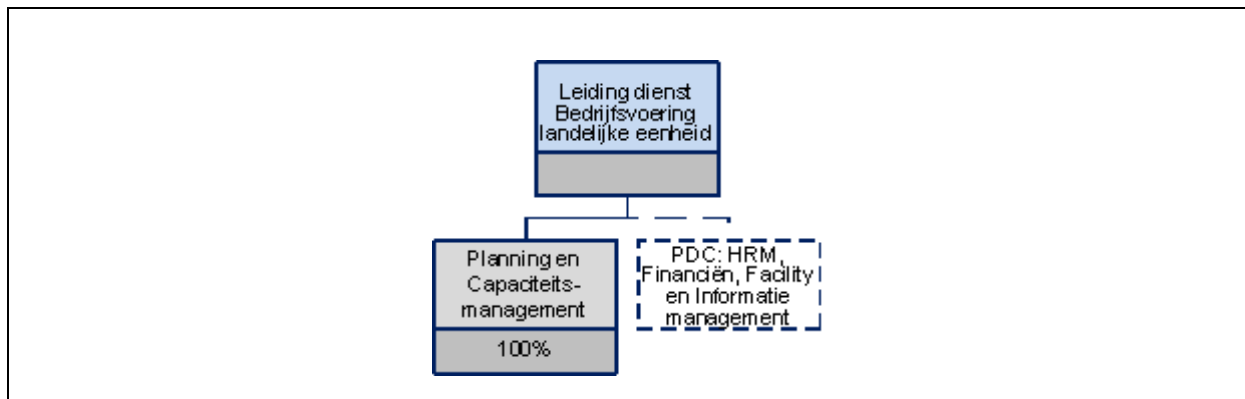 Leiding dienst
Bedrijfsvoering
landelijke eenheid
Planning en
Capaciteits-
management
100%
PDC: HRM,
Financiën, Facility
en Informatie
management